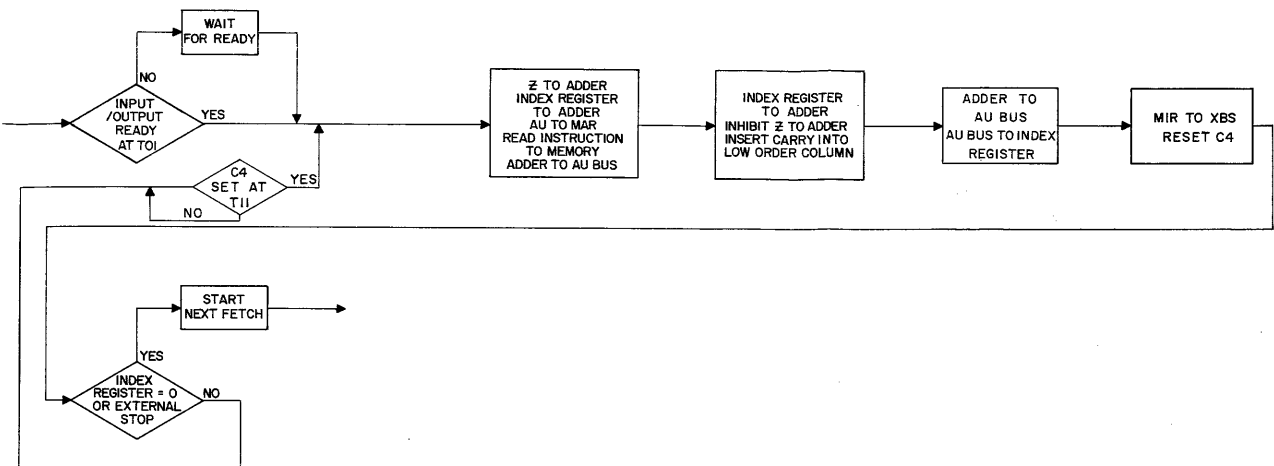 WAIT
FOR READY
NO
INPUT
/OUTPUT
READY
AT TO1
YES
Z TO ADDER
INDEX REGISTER
TO ADDER
AU TO MAR
READ INSTRUCTION
TO MEMORY
ADDER TO AU BUS
INDEX REGISTER
TO ADDER
INHIBIT Z TO ADDER
INSERT CARRY INTO
LOW ORDER COLUMN
ADDER TO
AU BUS
AU BUS TO INDEX
REGISTER
MIR TO XBS
RESET C4
C4
SET AT
T11
YES
NO
START
NEXT FETCH
YES
INDEX
REGISTER = O
OR EXTERNAL
STOP
NO